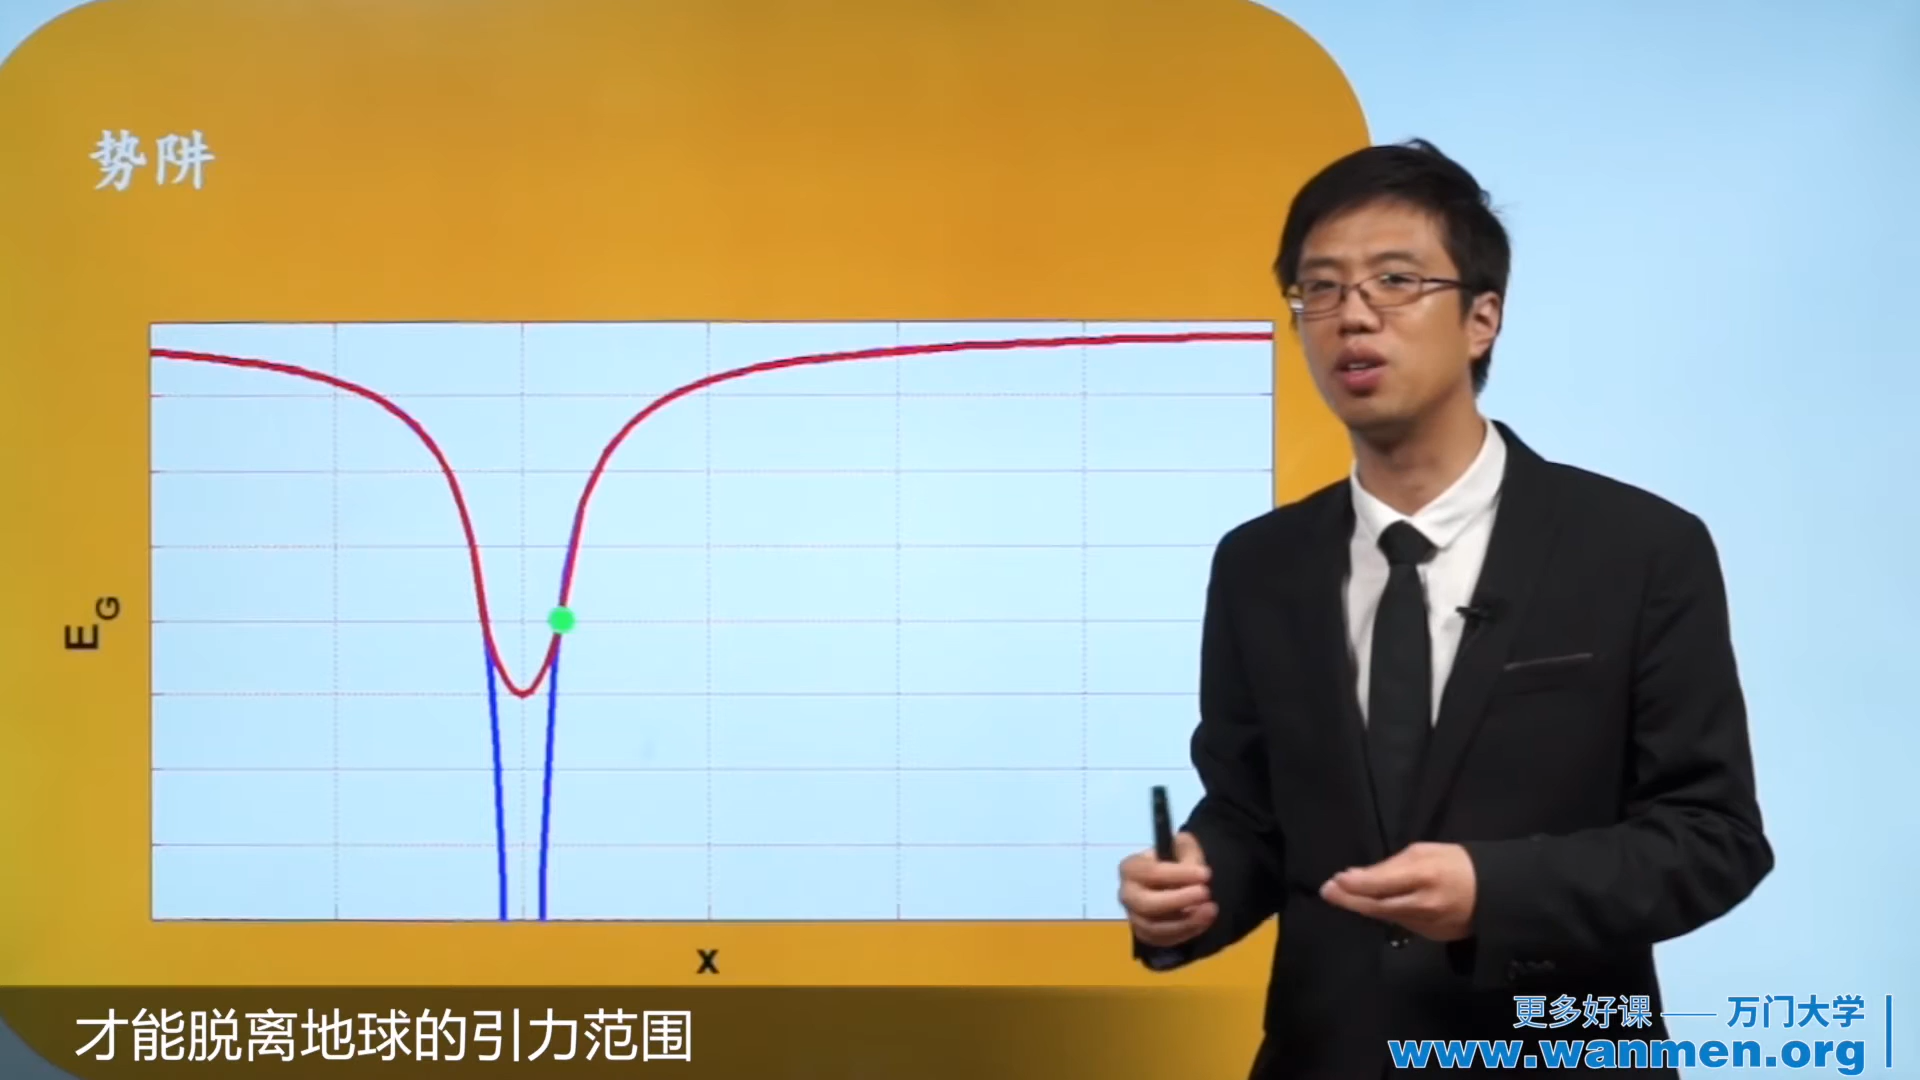 势阱
E_G
x
才能脱离地球的引力范围
更多好课 —— 万门大学
www.wanmen.org